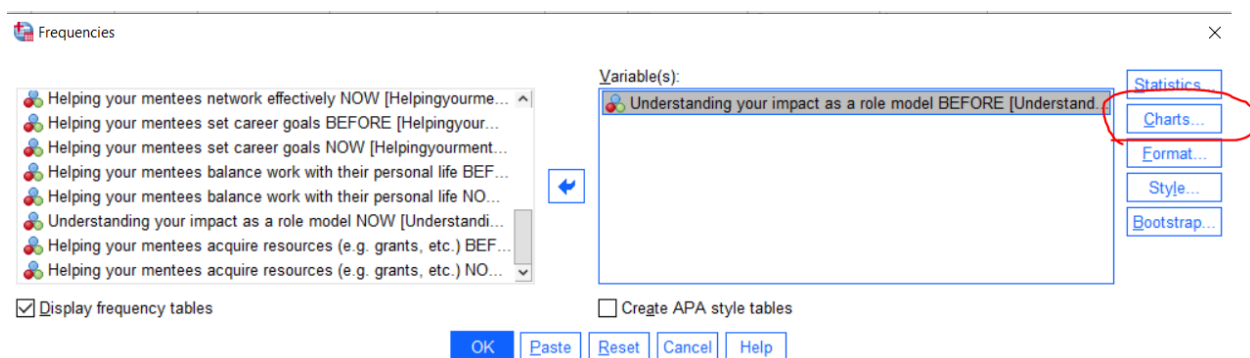 Frequencies
Variable(s):
Helping your mentees network effectively NOW [Helpingyourme...
Helping your mentees set career goals BEFORE [Helpingyour...
Helping your mentees set career goals NOW [Helpingyourment...
Helping your mentees balance work with their personal life BEF...
Helping your mentees balance work with their personal life NO...
Understanding your impact as a role model NOW [Understandi...
Helping your mentees acquire resources (e.g. grants, etc.) BEF...
Helping your mentees acquire resources (e.g. grants, etc.) NO...
Understanding your impact as a role model BEFORE [Understand...
Statistics...
Charts...
Format...
Style...
Bootstrap...
Display frequency tables
Create APA style tables
OK
Paste
Reset
Cancel
Help